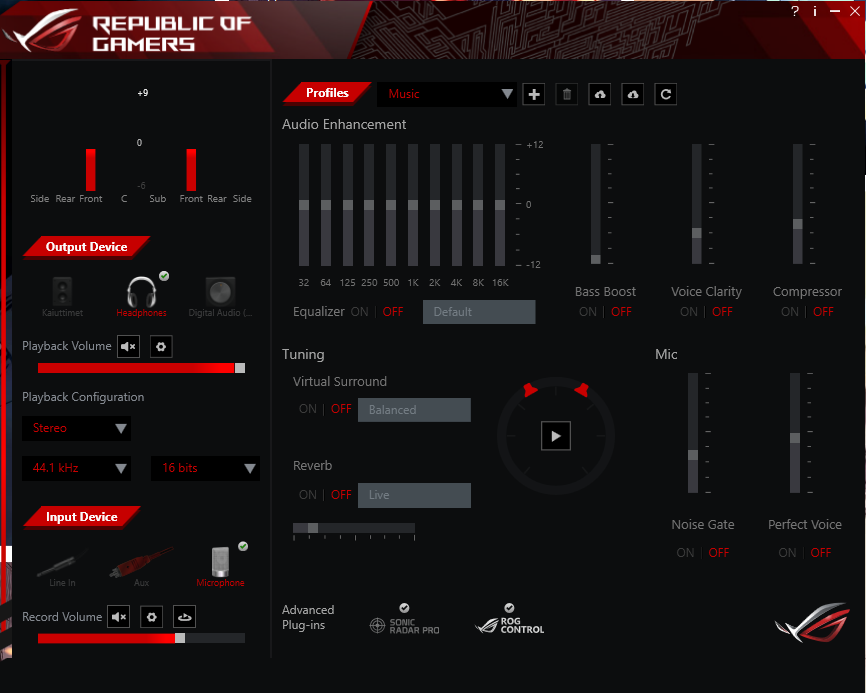 REPUBLIC OF
GAMERS
? i
+9
0
-6
Side Rear Front C Sub Front Rear Side
Output Device
Kaiuttimet Headphones Digital Audio (...
Playback Volume
Playback Configuration
Stereo
44.1 kHz 16 bits
Input Device
Line In Aux Microphone
Record Volume
Profiles Music
Audio Enhancement
+12
0
-12
32 64 125 250 500 1K 2K 4K 8K 16K
Equalizer ON | OFF Default
Bass Boost Voice Clarity Compressor
ON | OFF ON | OFF ON | OFF
Tuning
Virtual Surround
ON | OFF Balanced
Reverb
ON | OFF Live
Mic
Noise Gate Perfect Voice
ON | OFF ON | OFF
Advanced
Plug-ins
SONIC
RADAR PRO
ROG
CONTROL